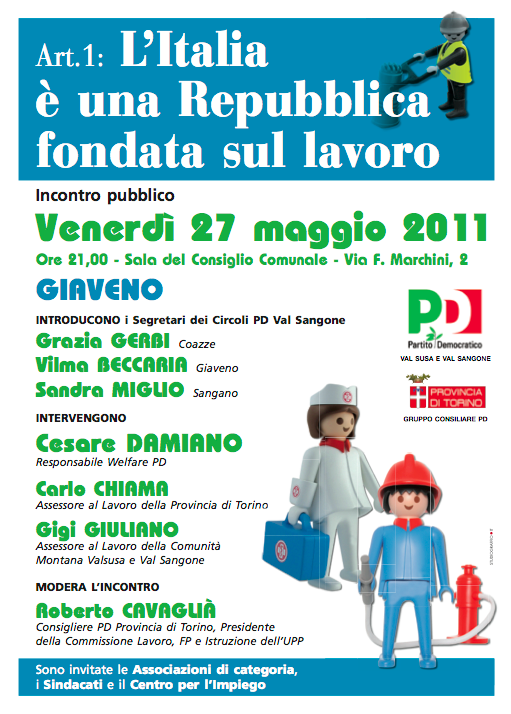 Art.1: L'Italia
è una Repubblica
fondata sul lavoro
Incontro pubblico
Venerdì 27 maggio 2011
Ore 21,00 - Sala del Consiglio Comunale - Via F. Marchini, 2
GIAVENO
INTRODUCONO i Segretari dei Circoli PD Val Sangone
Grazia GERBI Coazze
Vilma BECCARIA Giaveno
Sandra MIGLIO Sangano
PD
Partito Democratico
VAL SUSA E VAL SANGONE
PROVINCIA
DI TORINO
GRUPPO CONSILIARE PD
INTERVENGONO
Cesare DAMIANO
Responsabile Welfare PD
Carlo CHIAMA
Assessore al Lavoro della Provincia di Torino
Gigi GIULIANO
Assessore al Lavoro della Comunità
Montana Valsusa e Val Sangone
MODERA L'INCONTRO
Roberto CAVAGLIÀ
Consigliere PD Provincia di Torino, Presidente
della Commissione Lavoro, FP e Istruzione dell'UPP
Sono invitate le Associazioni di categoria,
i Sindacati e il Centro per l'Impiego